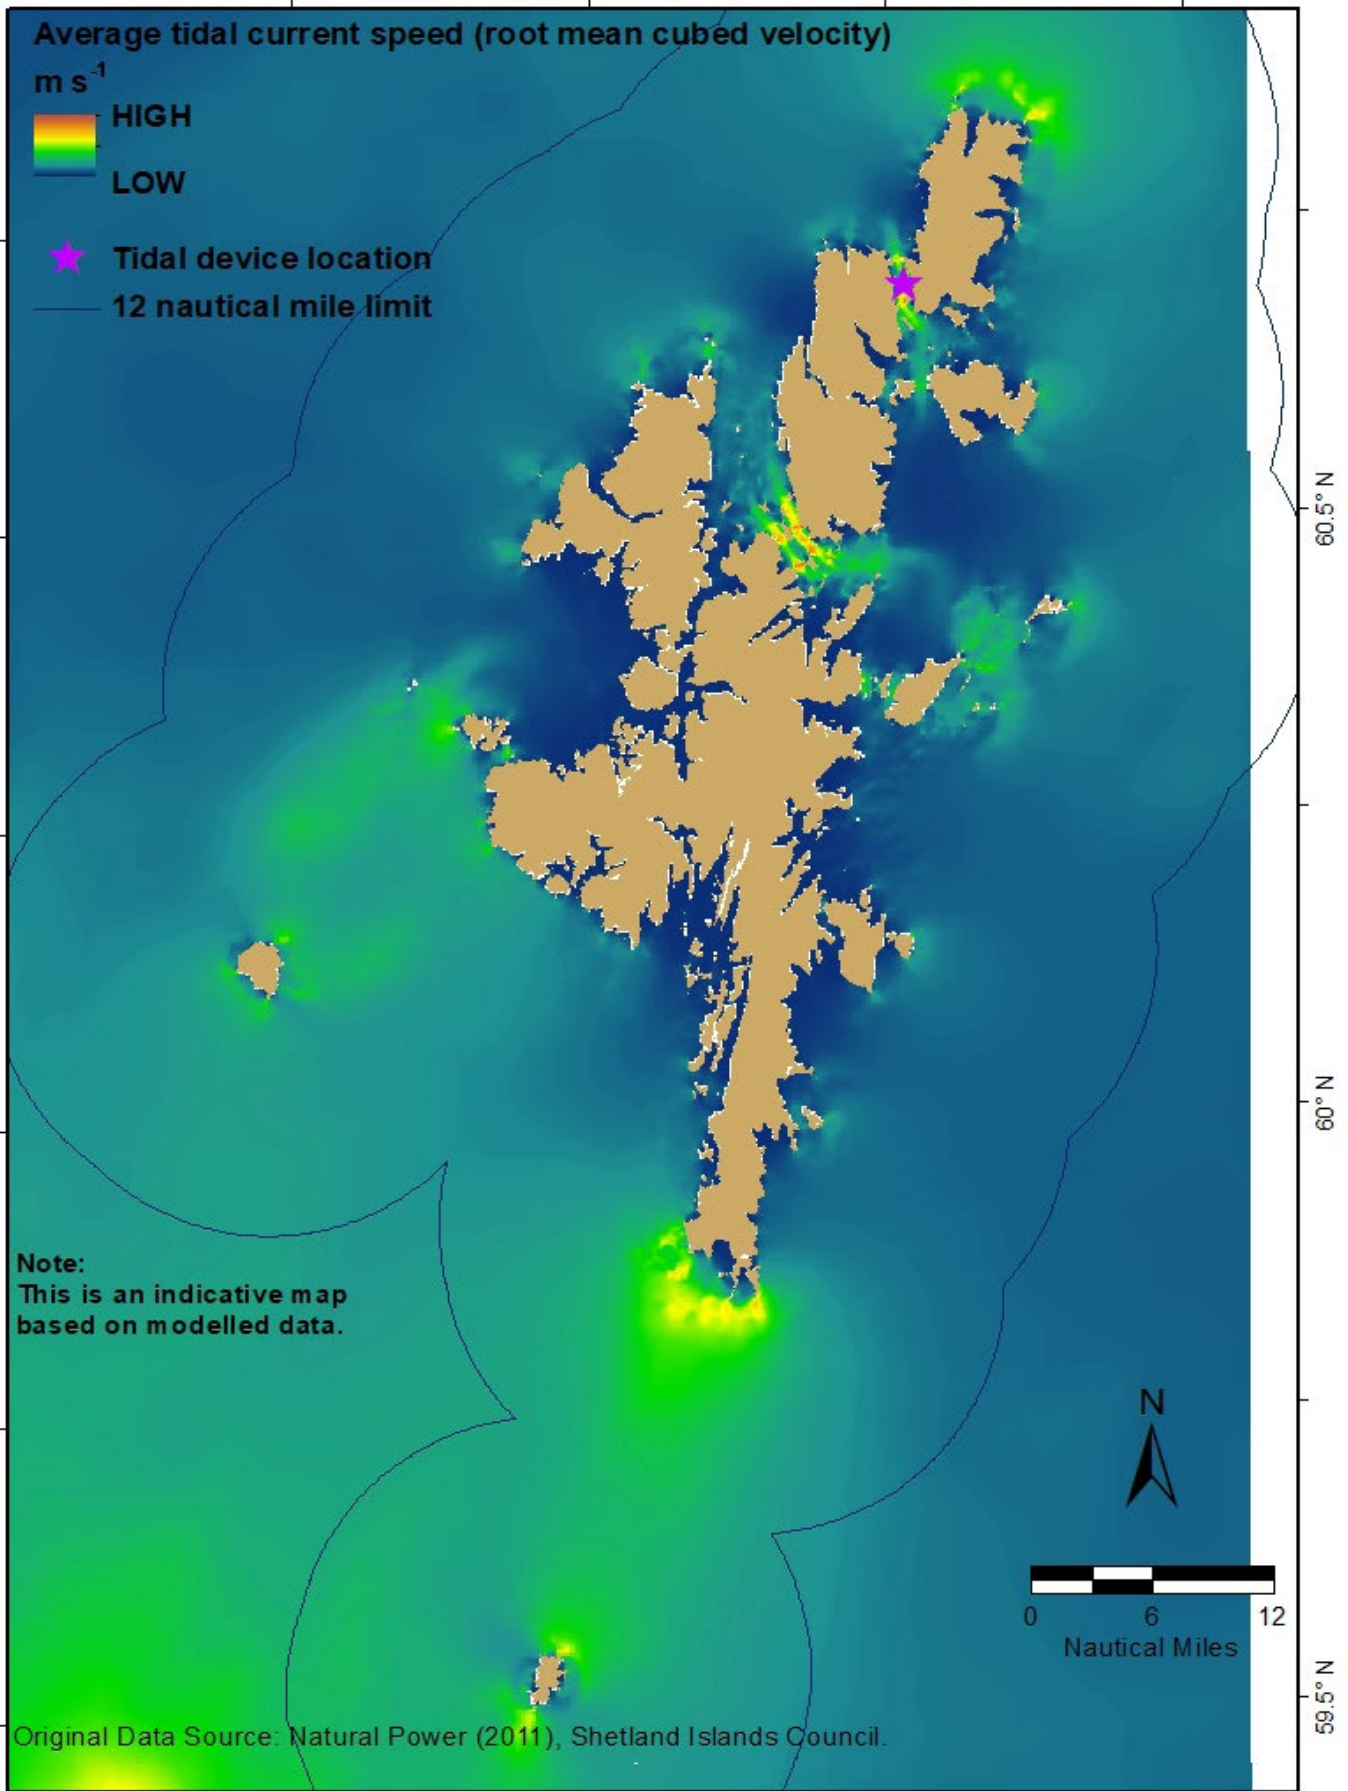 Average tidal current speed (root mean cubed velocity)
m s-1
HIGH
LOW
Tidal device location
12 nautical mile limit
60.5° N
60° N
Note:
This is an indicative map
based on modelled data.
N
0 6 12
Nautical Miles
59.5° N
Original Data Source: Natural Power (2011), Shetland Islands Council.